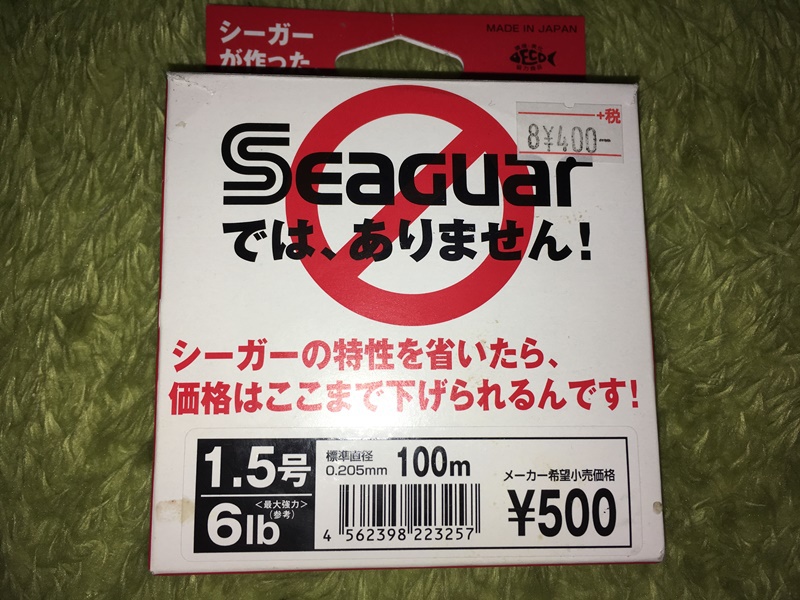 シーガー
が作った
MADE IN JAPAN
ECO
+税
8¥400-
Seaguar
では、ありません!
シーガーの特性を省いたら、
価格はここまで下げられるんです!
1.5号
6lb
<最大強力>
(参考)
標準直径
0.205mm
100m
4 562398 223257
メーカー希望小売価格
¥500